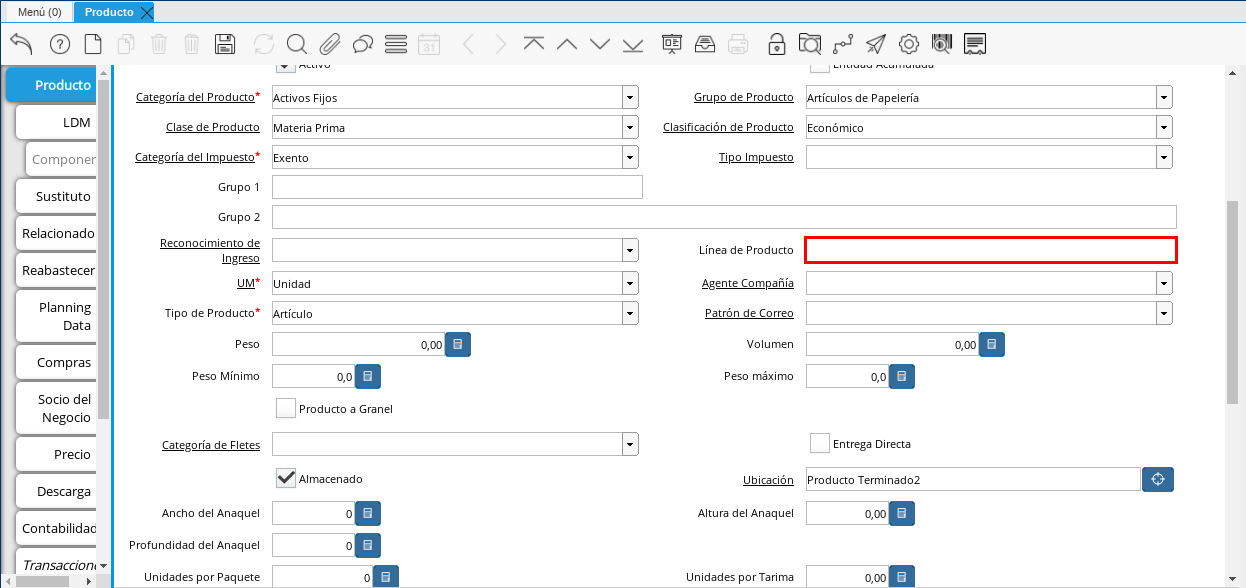 Menú (0) Producto
31
Producto
LDM
Componer
Sustituto
Relacionado
Reabastecer
Planning
Data
Compras
Socio del
Negocio
Precio
Descarga
Contabilidad
Transaccione
Activo Entidad Acumulada
Categoría del Producto* Activos Fijos Grupo de Producto Artículos de Papelería
Clase de Producto Materia Prima Clasificación de Producto Económico
Categoría del Impuesto* Exento Tipo Impuesto
Grupo 1
Grupo 2
Reconocimiento de
Ingreso Línea de Producto
UM* Unidad Agente Compañía
Tipo de Producto* Artículo Patrón de Correo
Peso 0,00 Volumen 0,00
Peso Mínimo 0,0 Peso máximo 0,0
Producto a Granel
Categoría de Fletes Entrega Directa
Almacenado Ubicación Producto Terminado2
Ancho del Anaquel 0 Altura del Anaquel 0,00
Profundidad del Anaquel 0
Unidades por Paquete 0 Unidades por Tarima 0,00